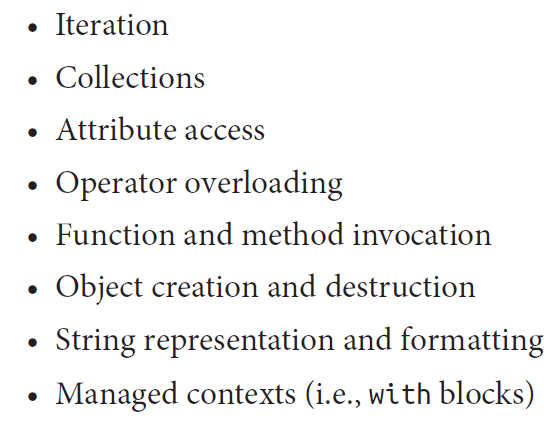 • Iteration
• Collections
• Attribute access
• Operator overloading
• Function and method invocation
• Object creation and destruction
• String representation and formatting
• Managed contexts (i.e., with blocks)